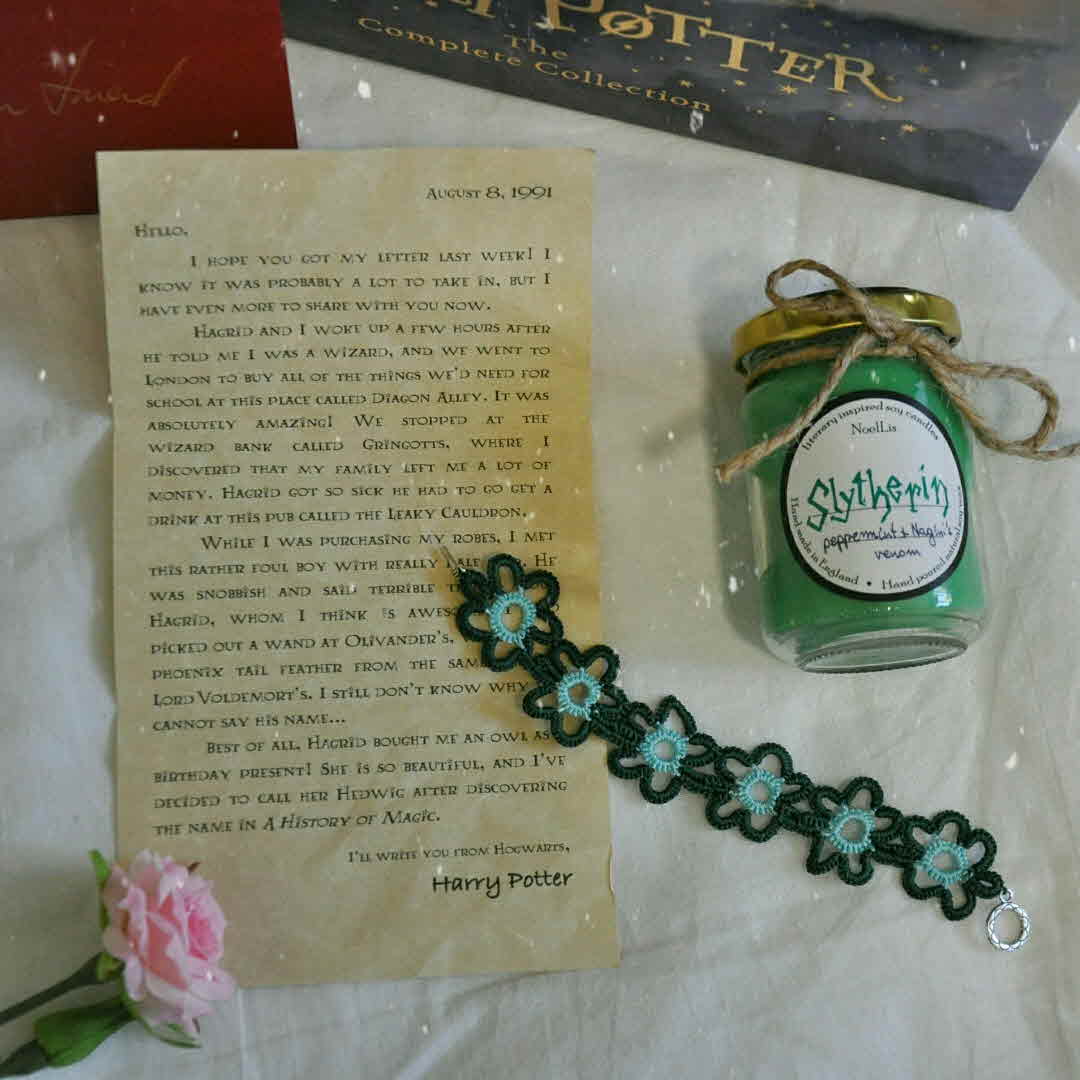 n friend
POTTER
The
Complete Collection
August 8, 1991
Hello,
I hope you got my letter last week! I
know it was probably a lot to take in, but I
have even more to share with you now.
Hagrid and I woke up a few hours after
he told me I was a wizard, and we went to
London to buy all of the things we'd need for
school at this place called Diagon Alley. It was
absolutely amazing! We stopped at the
wizard bank called Gringotts, where I
discovered that my family left me a lot of
money. Hagrid got so sick he had to go get a
drink at this pub called the Leaky Cauldron.
While I was purchasing my robes, I met
this rather foul boy with really He
was snobbish and said terrible
Hagrid, whom I think is
picked out a wand at Olivander's.
phoenix tail feather from the
Lord Voldemort's. I still don't know why
cannot say his name...
Best of all, Hagrid bought me an owl as
birthday present! She is so beautiful, and I've
decided to call her Hedwig after discovering
the name in A History of Magic.
I'll write you from Hogwarts,
Harry Potter
literary inspired soy candles
NoelLis
Slytherin
peppermint + Nagini's
venom
Hand made in England • Hand poured natural